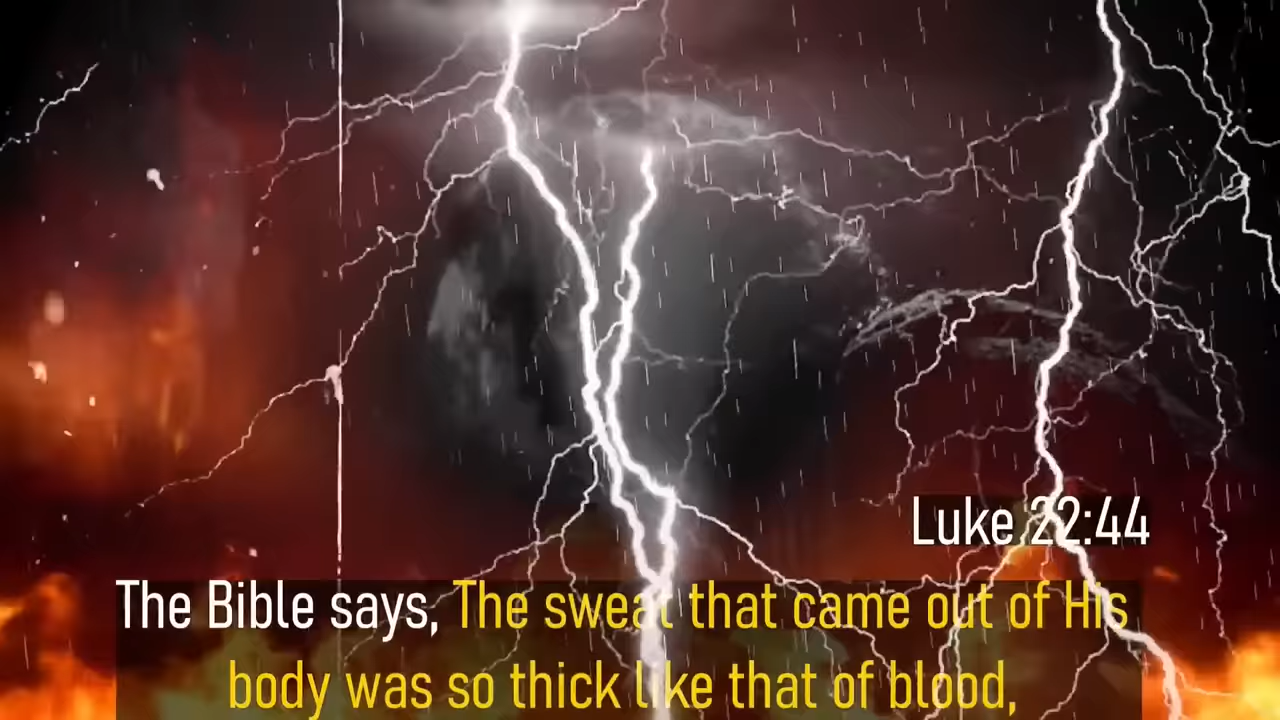 Luke 22:44
The Bible says, The sweat that came out of His
body was so thick like that of blood,